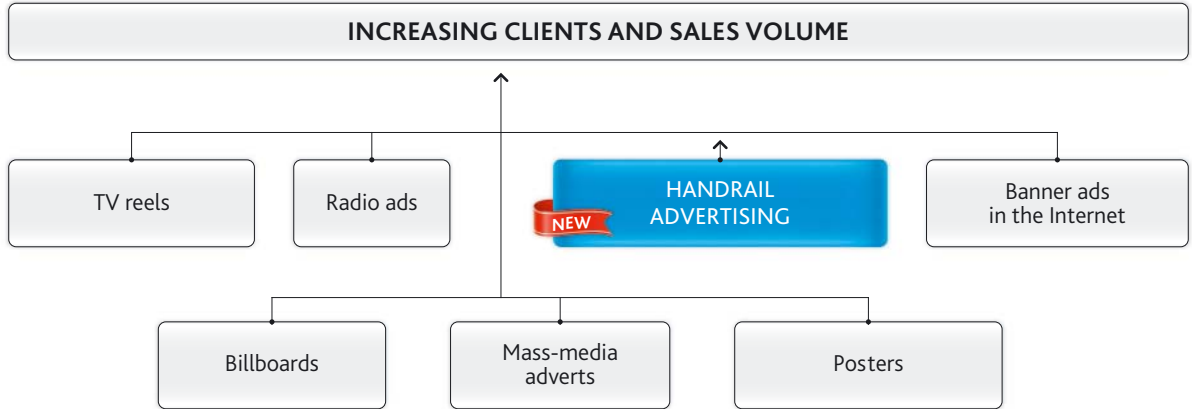 INCREASING CLIENTS AND SALES VOLUME
TV reels
Radio ads
NEW
HANDRAIL
ADVERTISING
Banner ads
in the Internet
Billboards
Mass-media
adverts
Posters